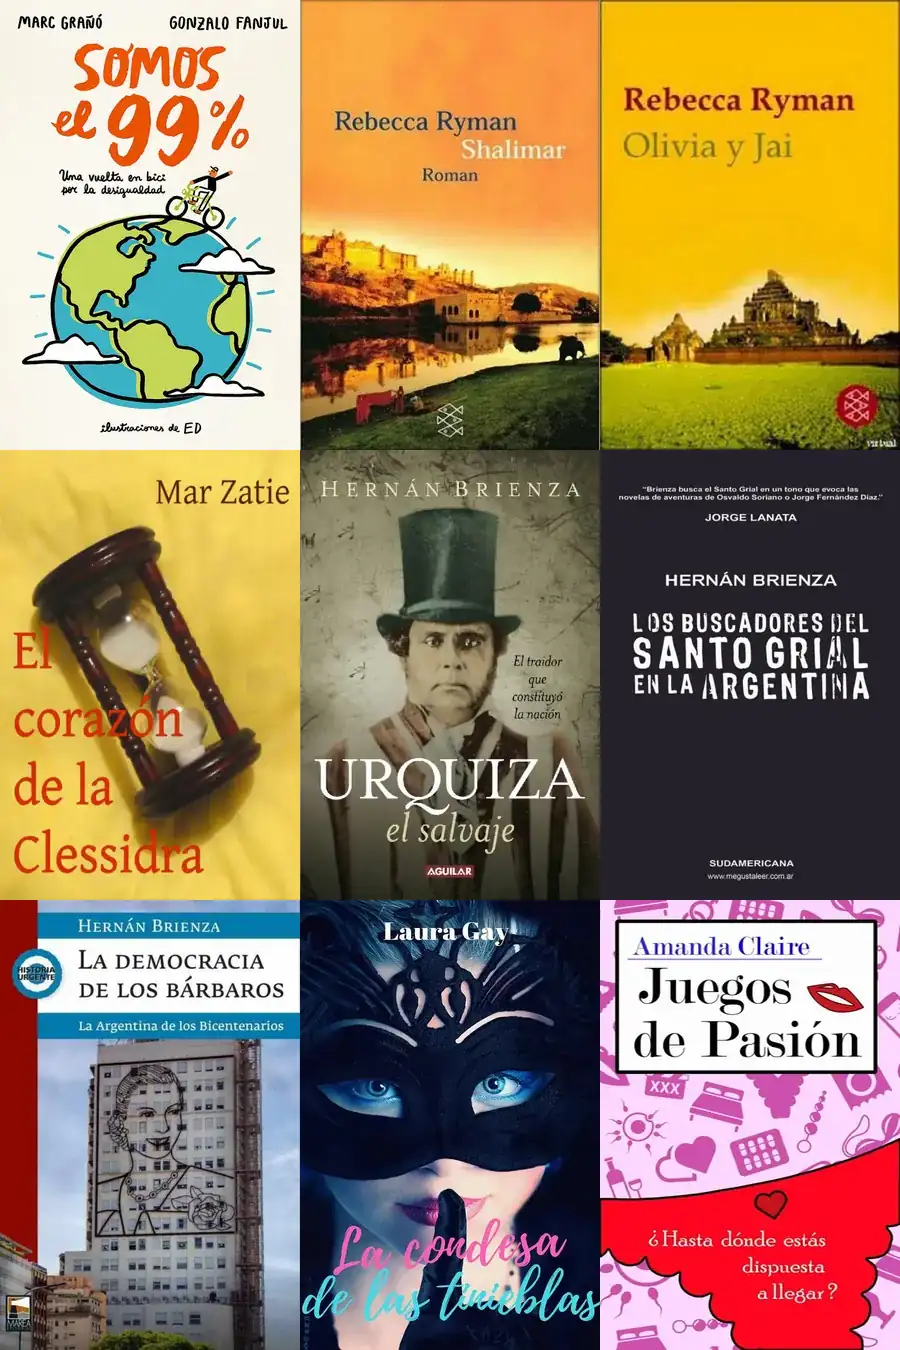 MARC GRAÑÓ GONZALO FANJUL
SOMOS
el 99%
Una vuelta en bici
por la desigualdad
ilustraciones de ED
Rebecca Ryman
Shalimar
Roman
Rebecca Ryman
Olivia y Jai
virtual
Mar Zatie
El
corazón
de la
Clessidra
HERNÁN BRIENZA
El traidor
que
constituyó
la nación
URQUIZA
el salvaje
AGUILAR
"Brienza busca el Santo Grial en un tono que evoca las
novelas de aventuras de Osvaldo Soriano o Jorge Fernández Díaz."
JORGE LANATA
HERNÁN BRIENZA
LOS BUSCADORES DEL
SANTO GRIAL
EN LA ARGENTINA
SUDAMERICANA
www.megustaleer.com.ar
HERNÁN BRIENZA
HISTORIA
URGENTE
LA DEMOCRACIA
DE LOS BÁRBAROS
La Argentina de los Bicentenarios
MAREA
Laura Gay
La condesa
de las tinieblas
Amanda Claire
Juegos
de Pasión
XXX
¿Hasta dónde estás
dispuesta
a llegar?